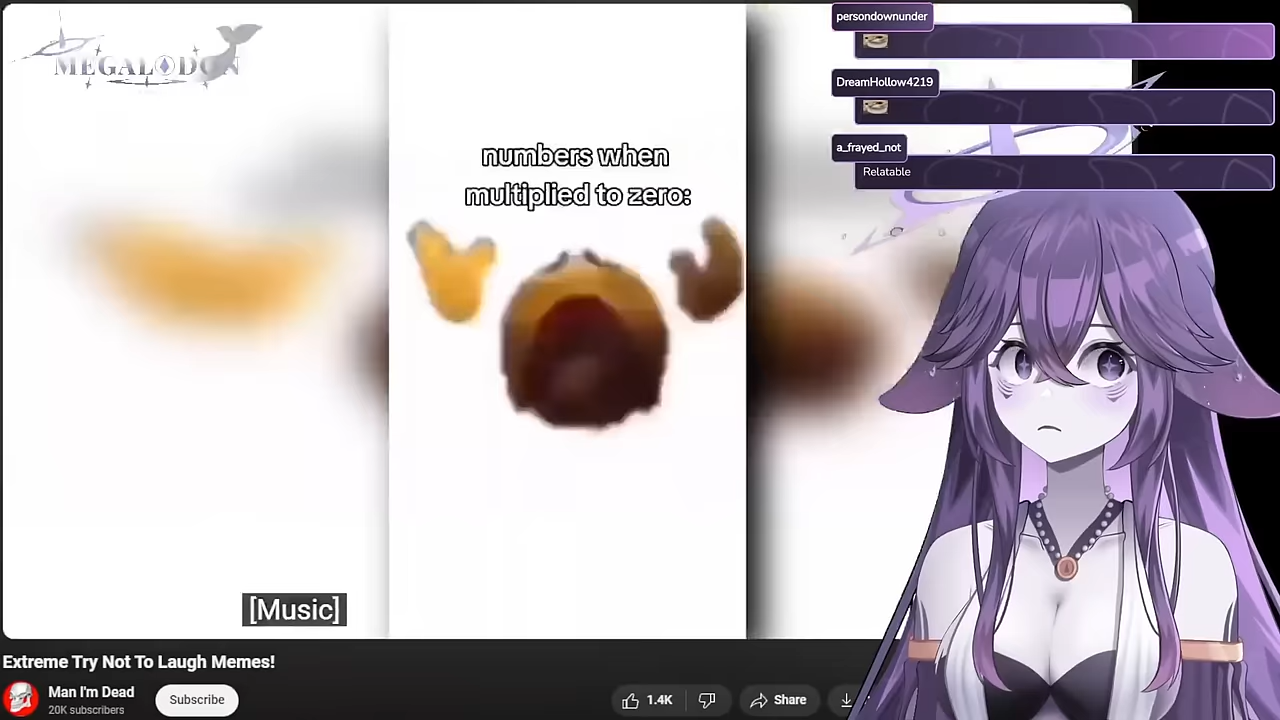 MEGALODON
persondownunder
DreamHollow4219
a_frayed_not
Relatable
numbers when
multiplied to zero:
[Music]
Extreme Try Not To Laugh Memes!
Man I'm Dead
20K subscribers
Subscribe
1.4K
Share